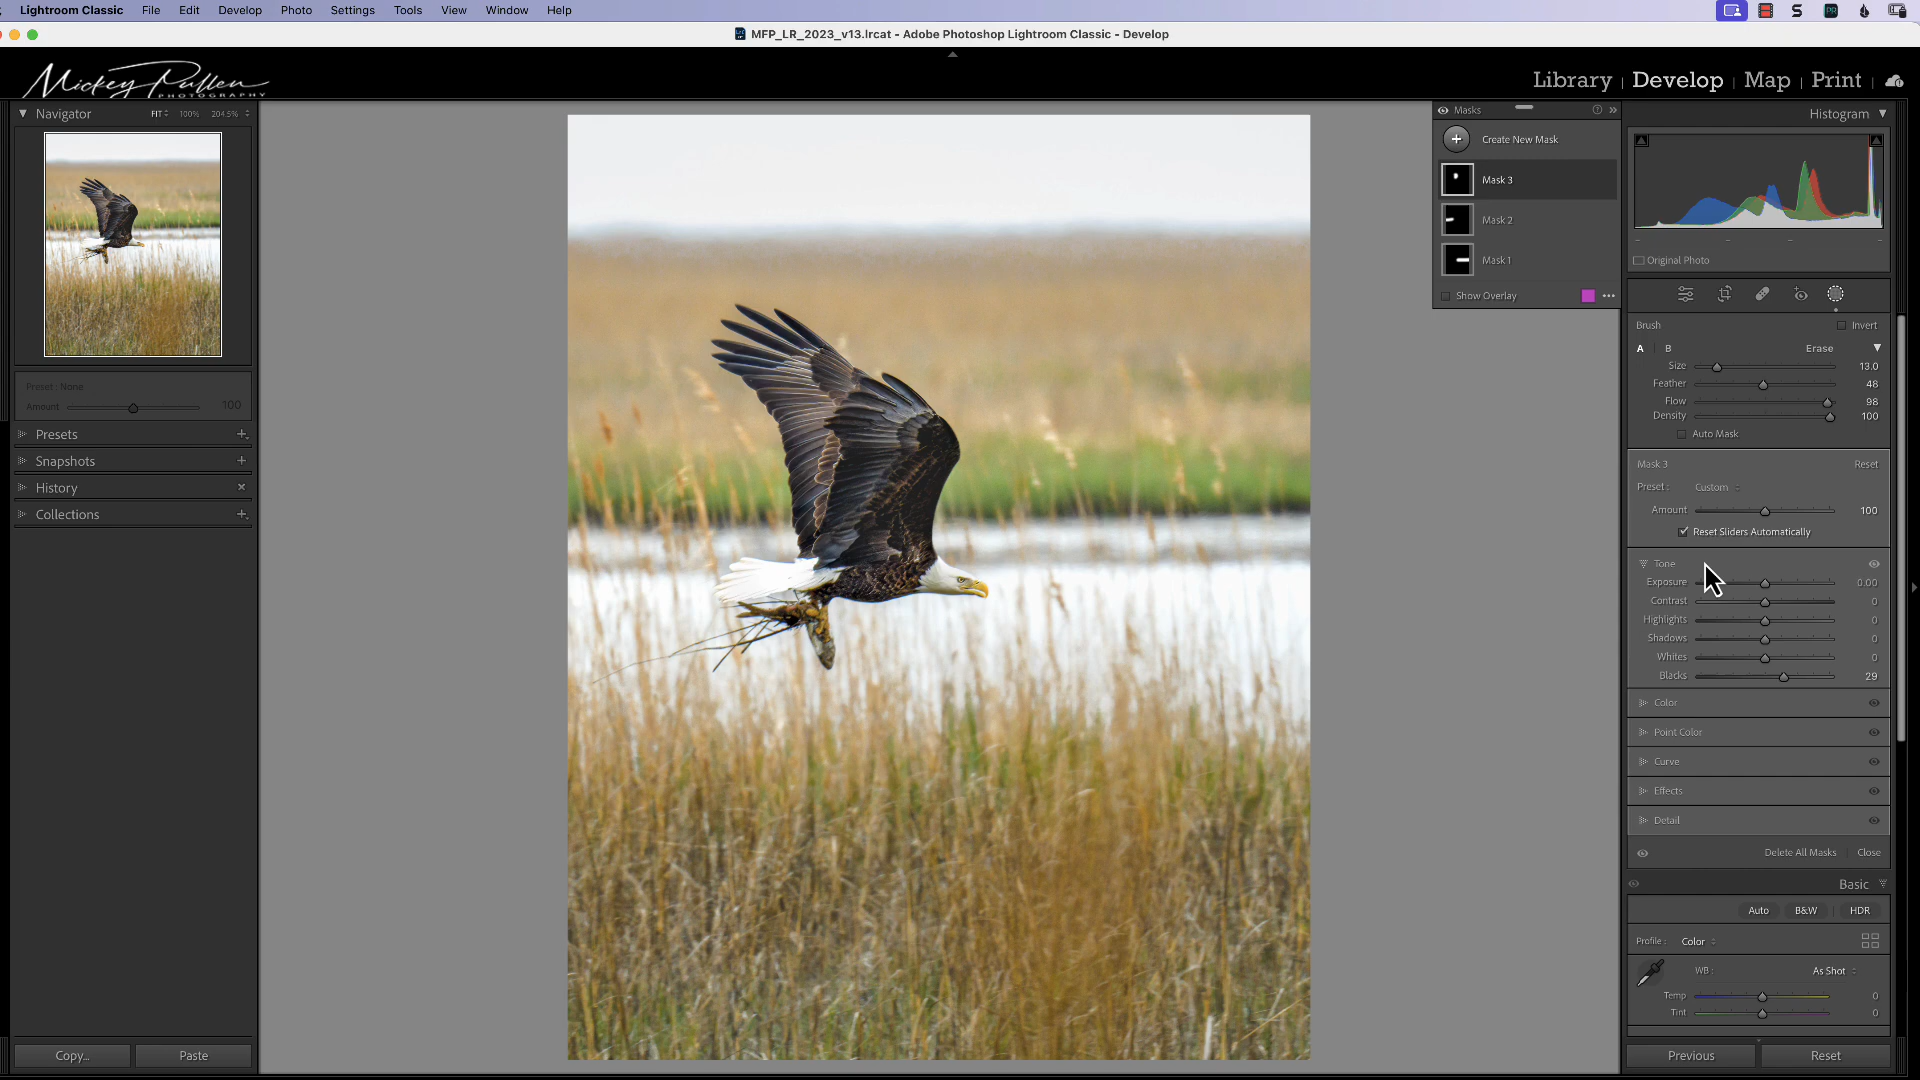 Lightroom Classic File Edit Develop Photo Settings Tools View Window Help
MFP_LR_2023_v13.lrcat - Adobe Photoshop Lightroom Classic - Develop
Mickey Pullen
PHOTOGRAPHY
Library | Develop | Map | Print
Navigator FIT 100% 204.5%
Preset : None
Amount 100
Presets
Snapshots
History
Collections
Copy... Paste
Masks
Create New Mask
Mask 3
Mask 2
Mask 1
Show Overlay
Histogram
Original Photo
Brush Invert
A B Erase
Size 13.0
Feather 48
Flow 98
Density 100
Auto Mask
Mask 3 Reset
Preset : Custom
Amount 100
Reset Sliders Automatically
Tone
Exposure 0.00
Contrast 0
Highlights 0
Shadows 0
Whites 0
Blacks 29
Color
Point Color
Curve
Effects
Detail
Delete All Masks Close
Basic
Auto B&W HDR
Profile : Color
WB : As Shot
Temp 0
Tint 0
Previous Reset